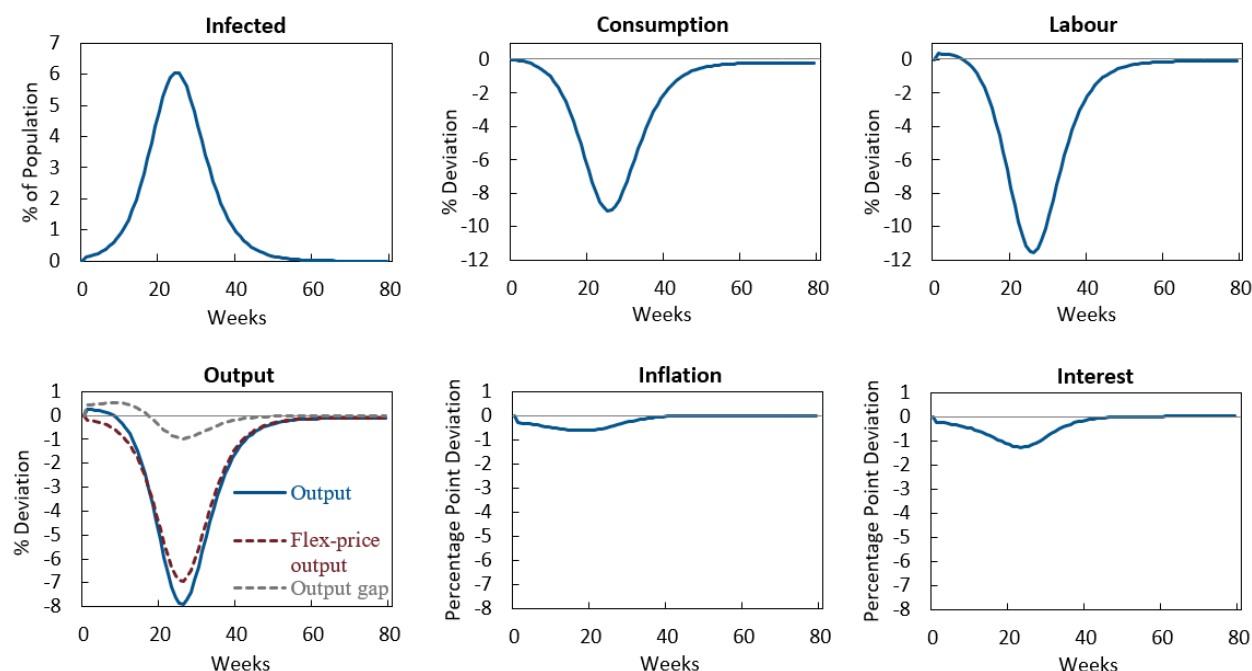 Infected
7
6
5
4
3
2
1
0
% of Population
0 20 40 60 80
Weeks
Consumption
0
-2
-4
-6
-8
-10
-12
% Deviation
0 20 40 60 80
Weeks
Labour
0
-2
-4
-6
-8
-10
-12
% Deviation
0 20 40 60 80
Weeks
Output
1
0
-1
-2
-3
-4
-5
-6
-7
-8
% Deviation
Output
Flex-price
output
Output gap
0 20 40 60 80
Weeks
Inflation
1
0
-1
-2
-3
-4
-5
-6
-7
-8
Percentage Point Deviation
0 20 40 60 80
Weeks
Interest
1
0
-1
-2
-3
-4
-5
-6
-7
-8
Percentage Point Deviation
0 20 40 60 80
Weeks